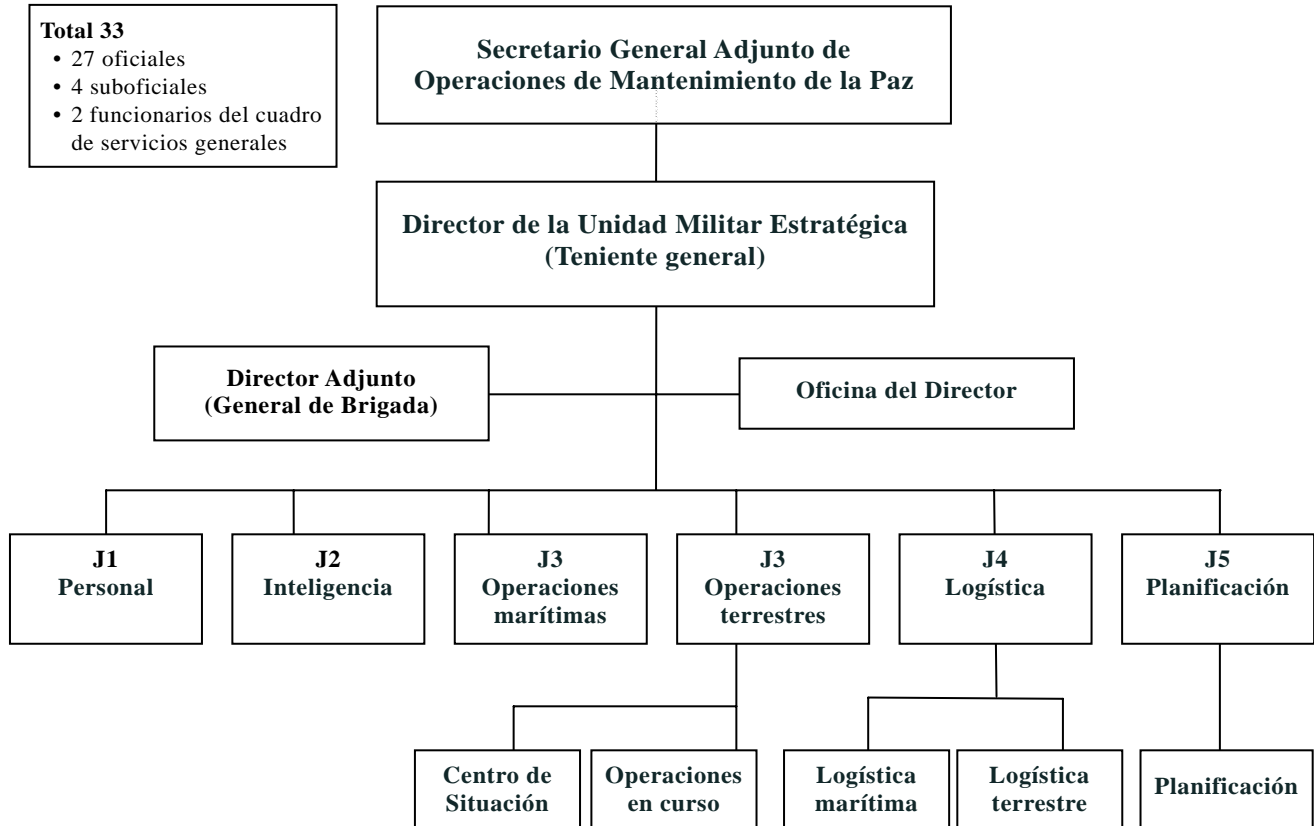 Total 33
• 27 oficiales
• 4 suboficiales
• 2 funcionarios del cuadro
de servicios generales
Secretario General Adjunto de
Operaciones de Mantenimiento de la Paz
Director de la Unidad Militar Estratégica
(Teniente general)
Director Adjunto
(General de Brigada)
Oficina del Director
J1
Personal
J2
Inteligencia
J3
Operaciones
marítimas
J3
Operaciones
terrestres
J4
Logística
J5
Planificación
Centro de
Situación
Operaciones
en curso
Logística
marítima
Logística
terrestre
Planificación